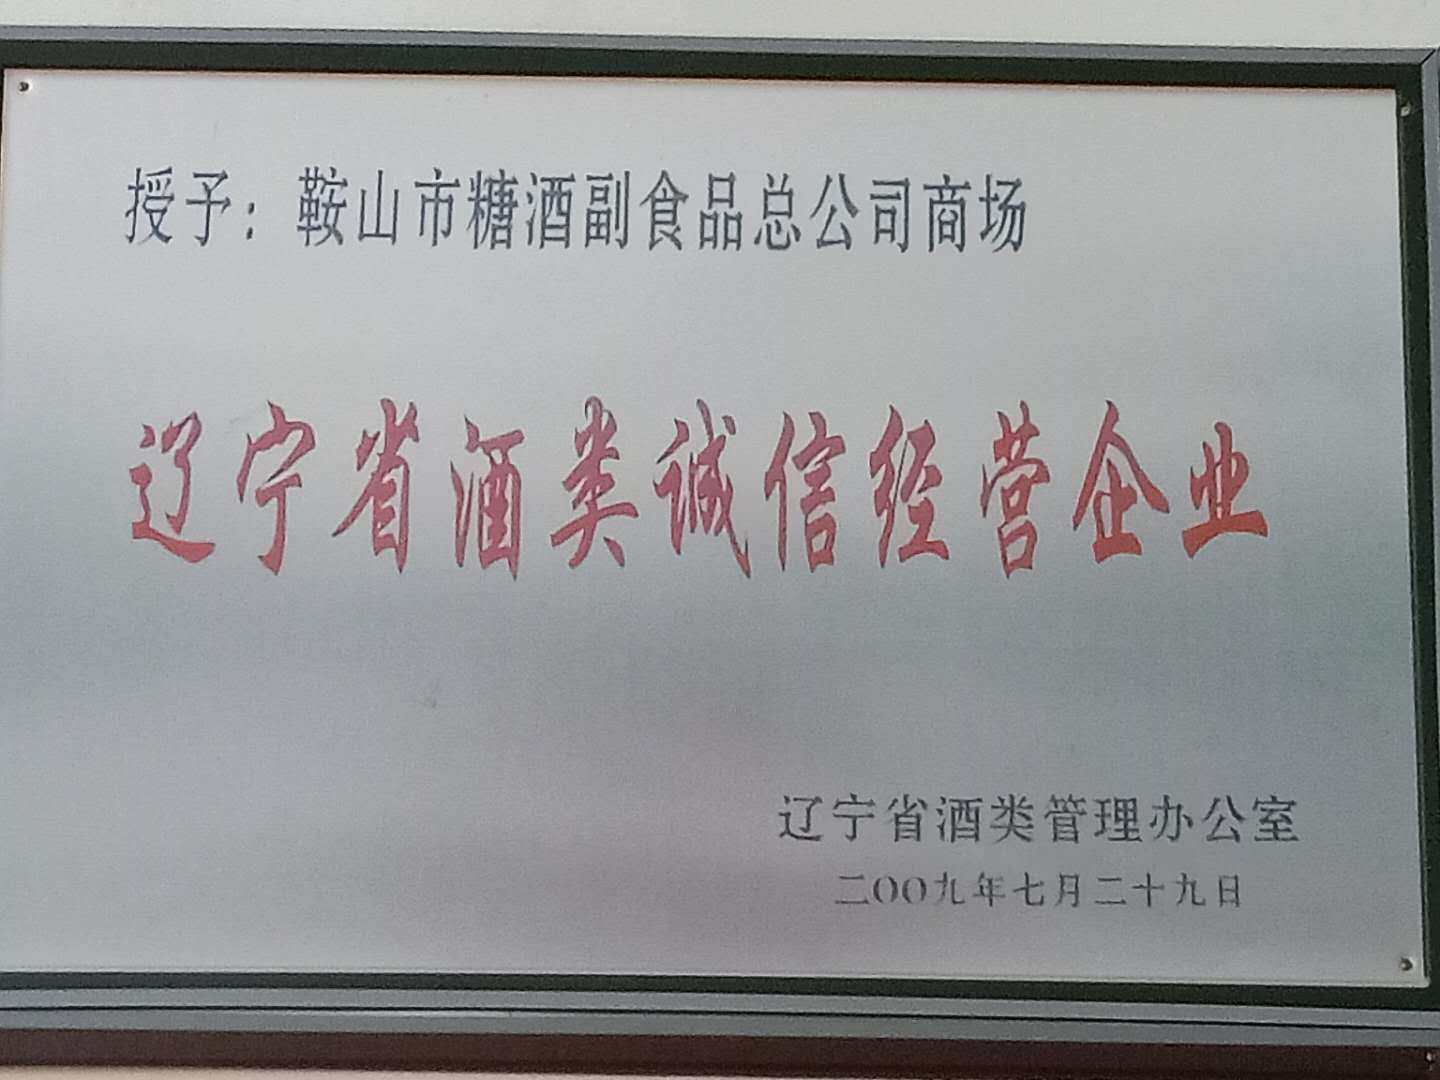 授予：鞍山市糖酒副食品总公司商场
辽宁省酒类诚信经营企业
辽宁省酒类管理办公室
二〇〇九年七月二十九日